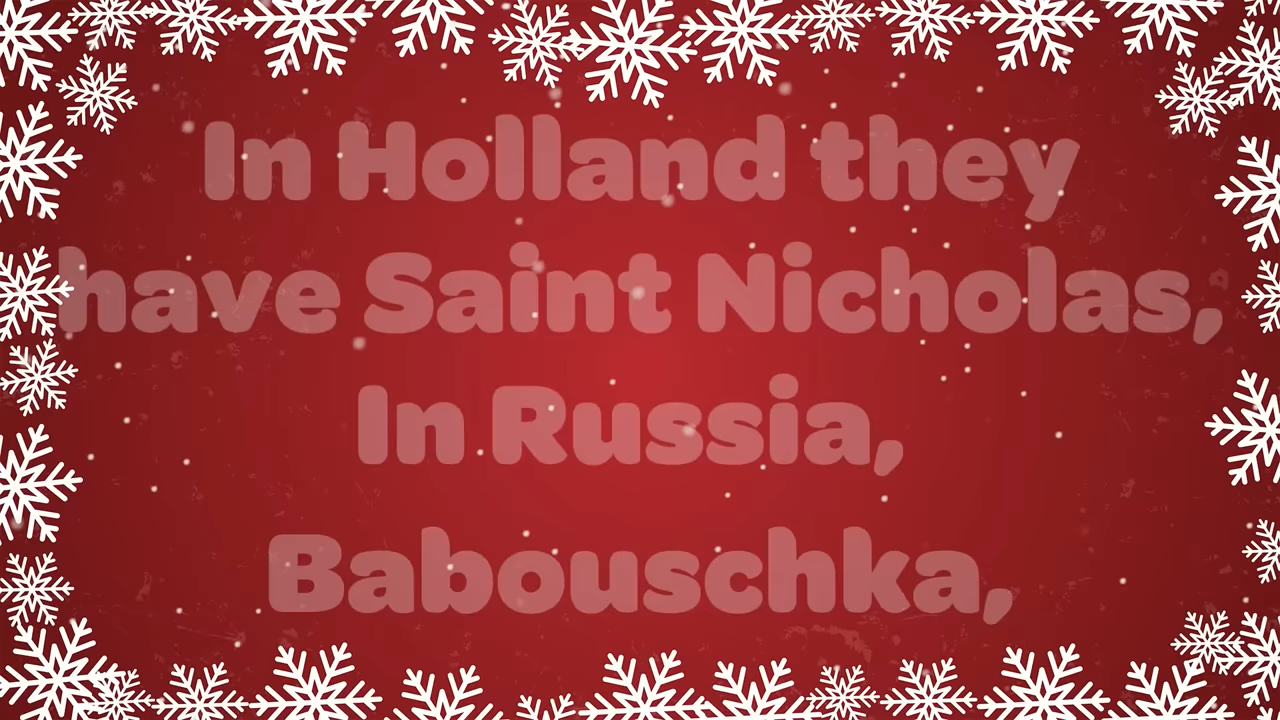 In Holland they
have Saint Nicholas,
In Russia,
Babouschka,